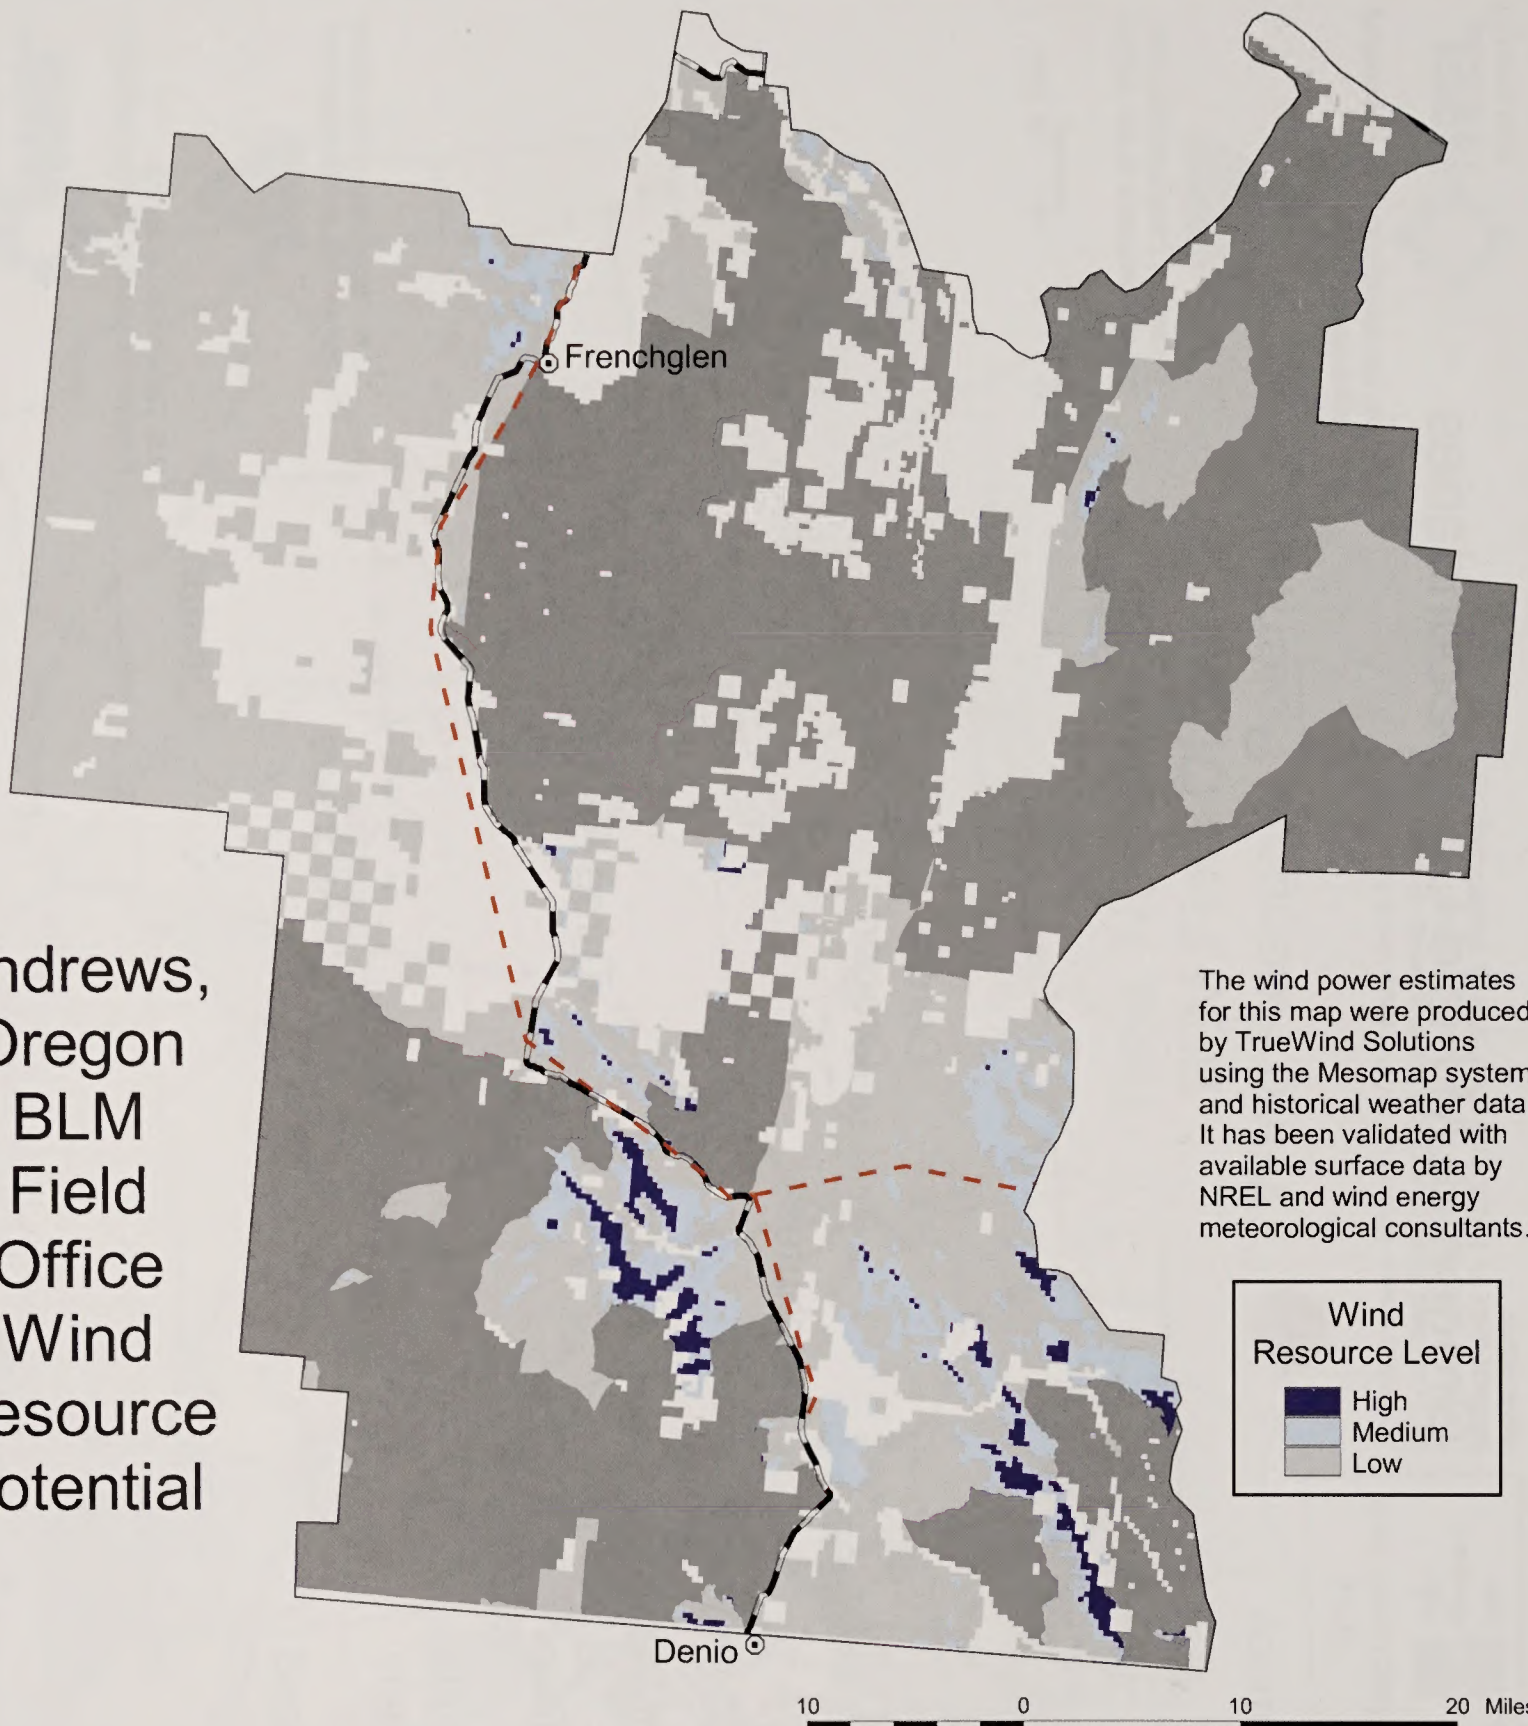 Frenchglen
ndrews,
Oregon
BLM
Field
Office
Wind
esource
otential
The wind power estimates
for this map were produced
by TrueWind Solutions
using the Mesomap system
and historical weather data
It has been validated with
available surface data by
NREL and wind energy
meteorological consultants.
Wind
Resource Level
High
Medium
Low
Denio
10 0 10 20 Miles